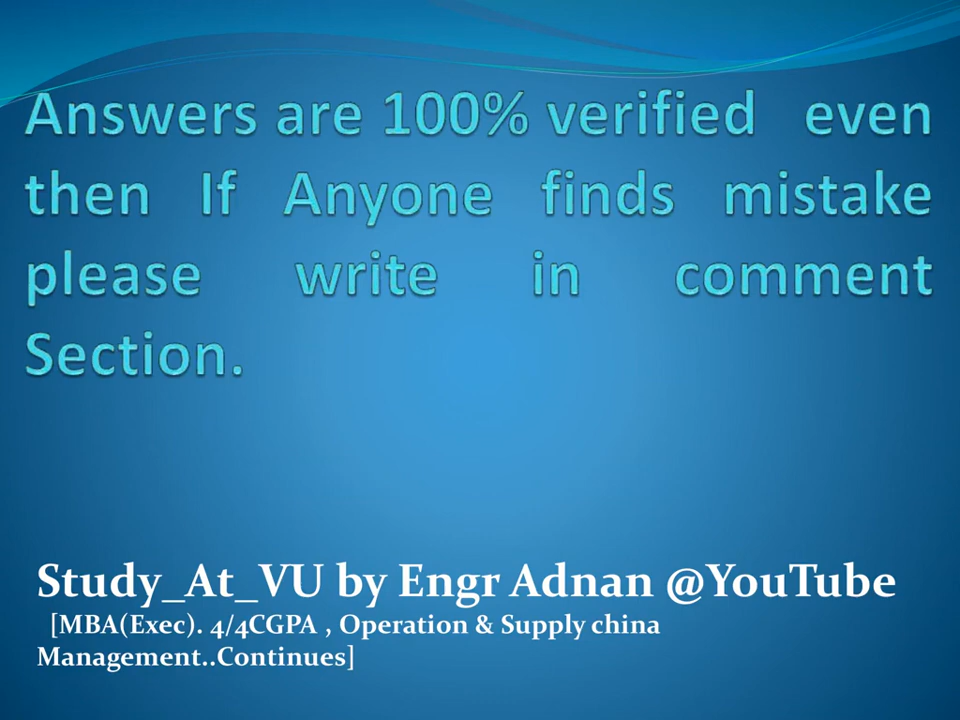 Answers are 100% verified even
then If Anyone finds mistake
please write in comment
Section.
Study_At_VU by Engr Adnan @YouTube
[MBA(Exec). 4/4CGPA , Operation & Supply china
Management..Continues]